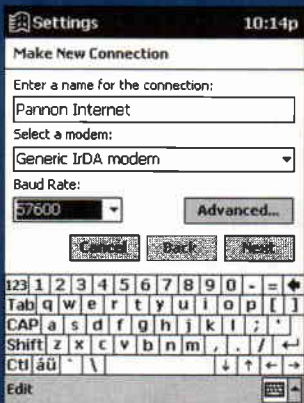 Settings 10:14p
Make New Connection
Enter a name for the connection:
Pannon Internet
Select a modem:
Generic IrDA modem
Baud Rate:
57600
Advanced...
Cancel Back Next
123 1 2 3 4 5 6 7 8 9 0 - =
Tab q w e r t y u i o p [ ]
CAP a s d f g h j k l ; '
Shift z x c v b n m , . /
Ctl áü ` \ ↓ ↑ ← →
Edit